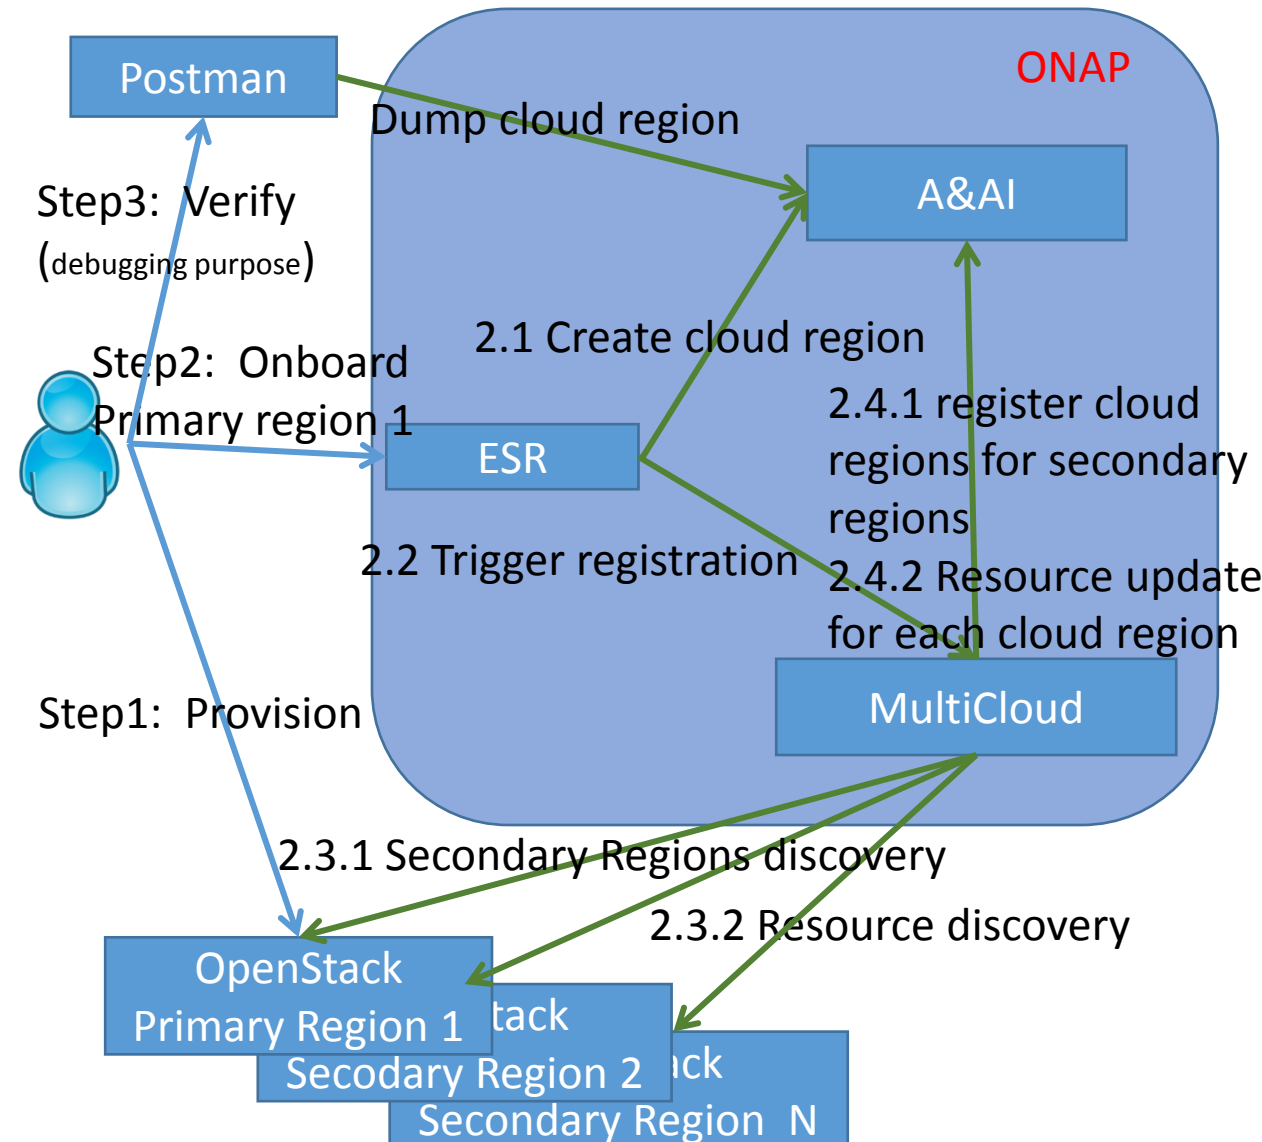 Postman
ONAP
Dump cloud region
A&AI
Step3: Verify
(debugging purpose)
2.1 Create cloud region
Step2: Onboard
Primary region 1
2.4.1 register cloud
regions for secondary
regions
ESR
2.2 Trigger registration
2.4.2 Resource update
for each cloud region
Step1: Provision
MultiCloud
2.3.1 Secondary Regions discovery
2.3.2 Resource discovery
OpenStack
Primary Region 1
tack
Secodary Region 2
ck
Secondary Region N